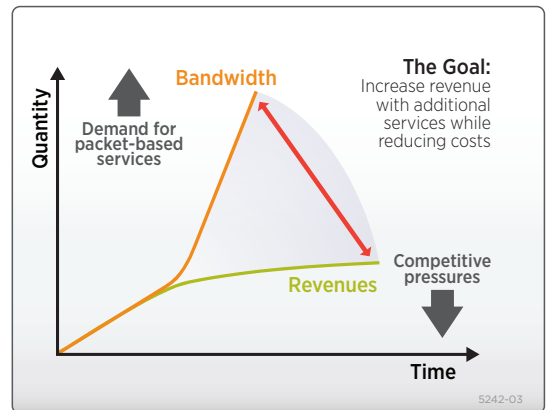 Bandwidth
The Goal:
Increase revenue
with additional
services while
reducing costs
Quantity
Demand for
packet-based
services
Competitive
pressures
Revenues
Time
5242-03